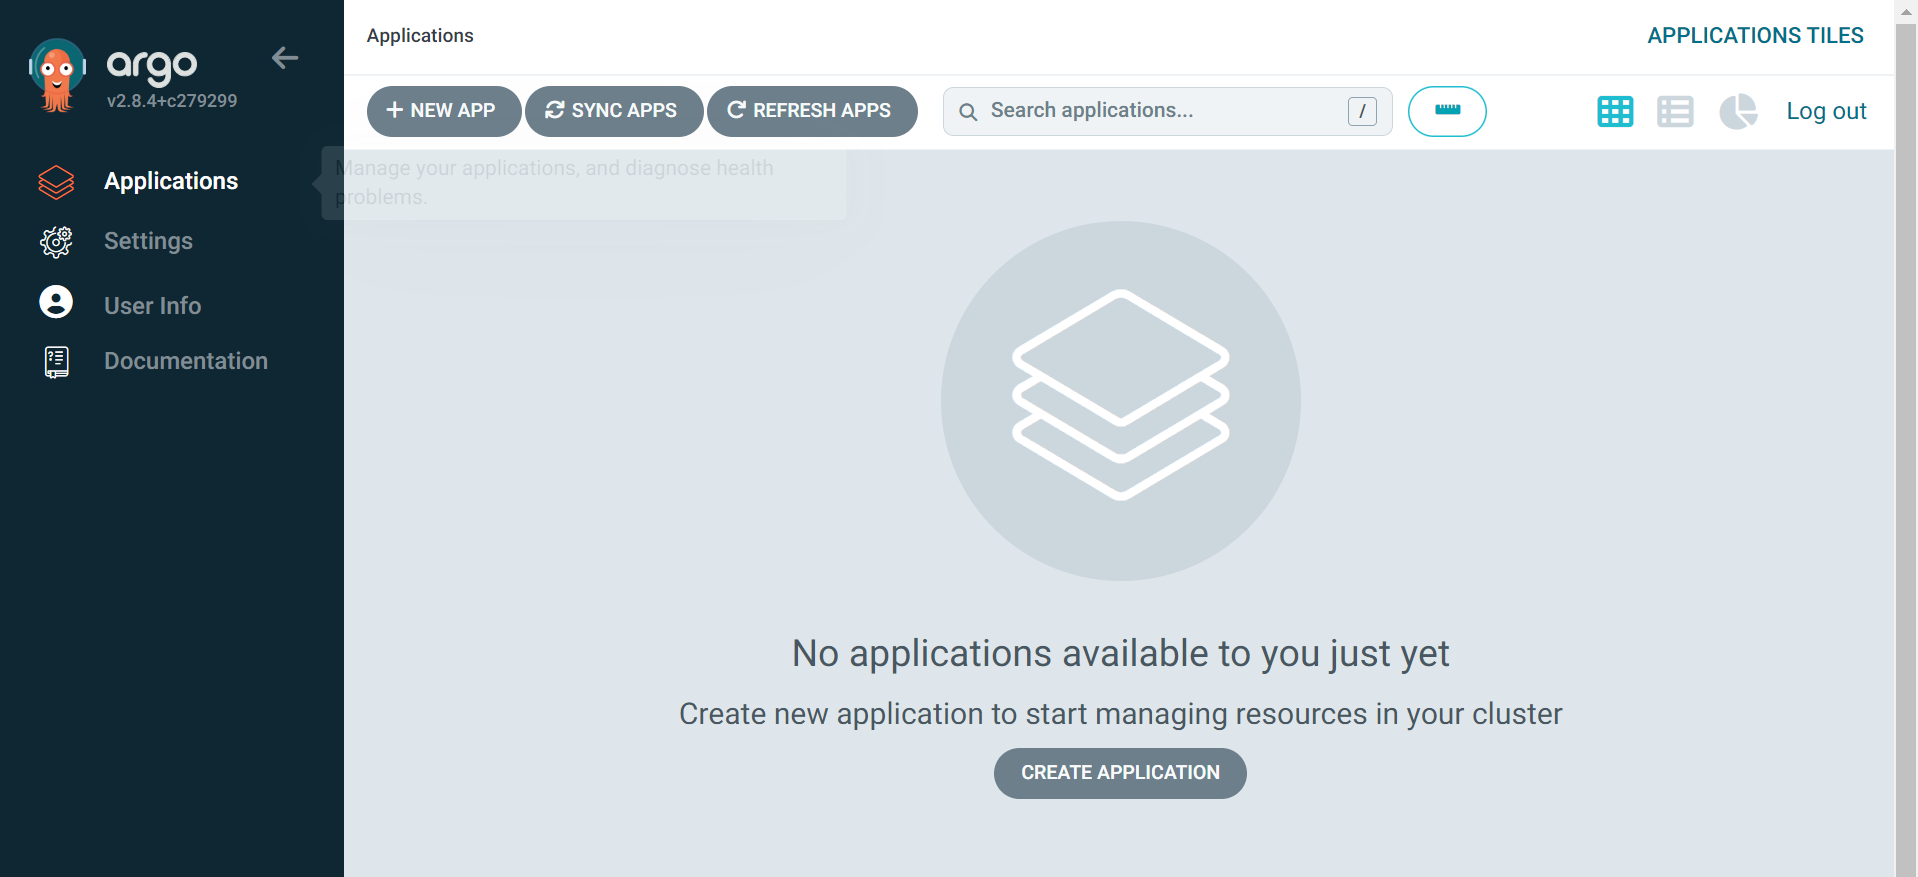 argo
v2.8.4+c279299
Applications
Settings
User Info
Documentation
Applications
APPLICATIONS TILES
NEW APP
SYNC APPS
REFRESH APPS
Search applications...
/
Log out
Manage your applications, and diagnose health
problems.
No applications available to you just yet
Create new application to start managing resources in your cluster
CREATE APPLICATION